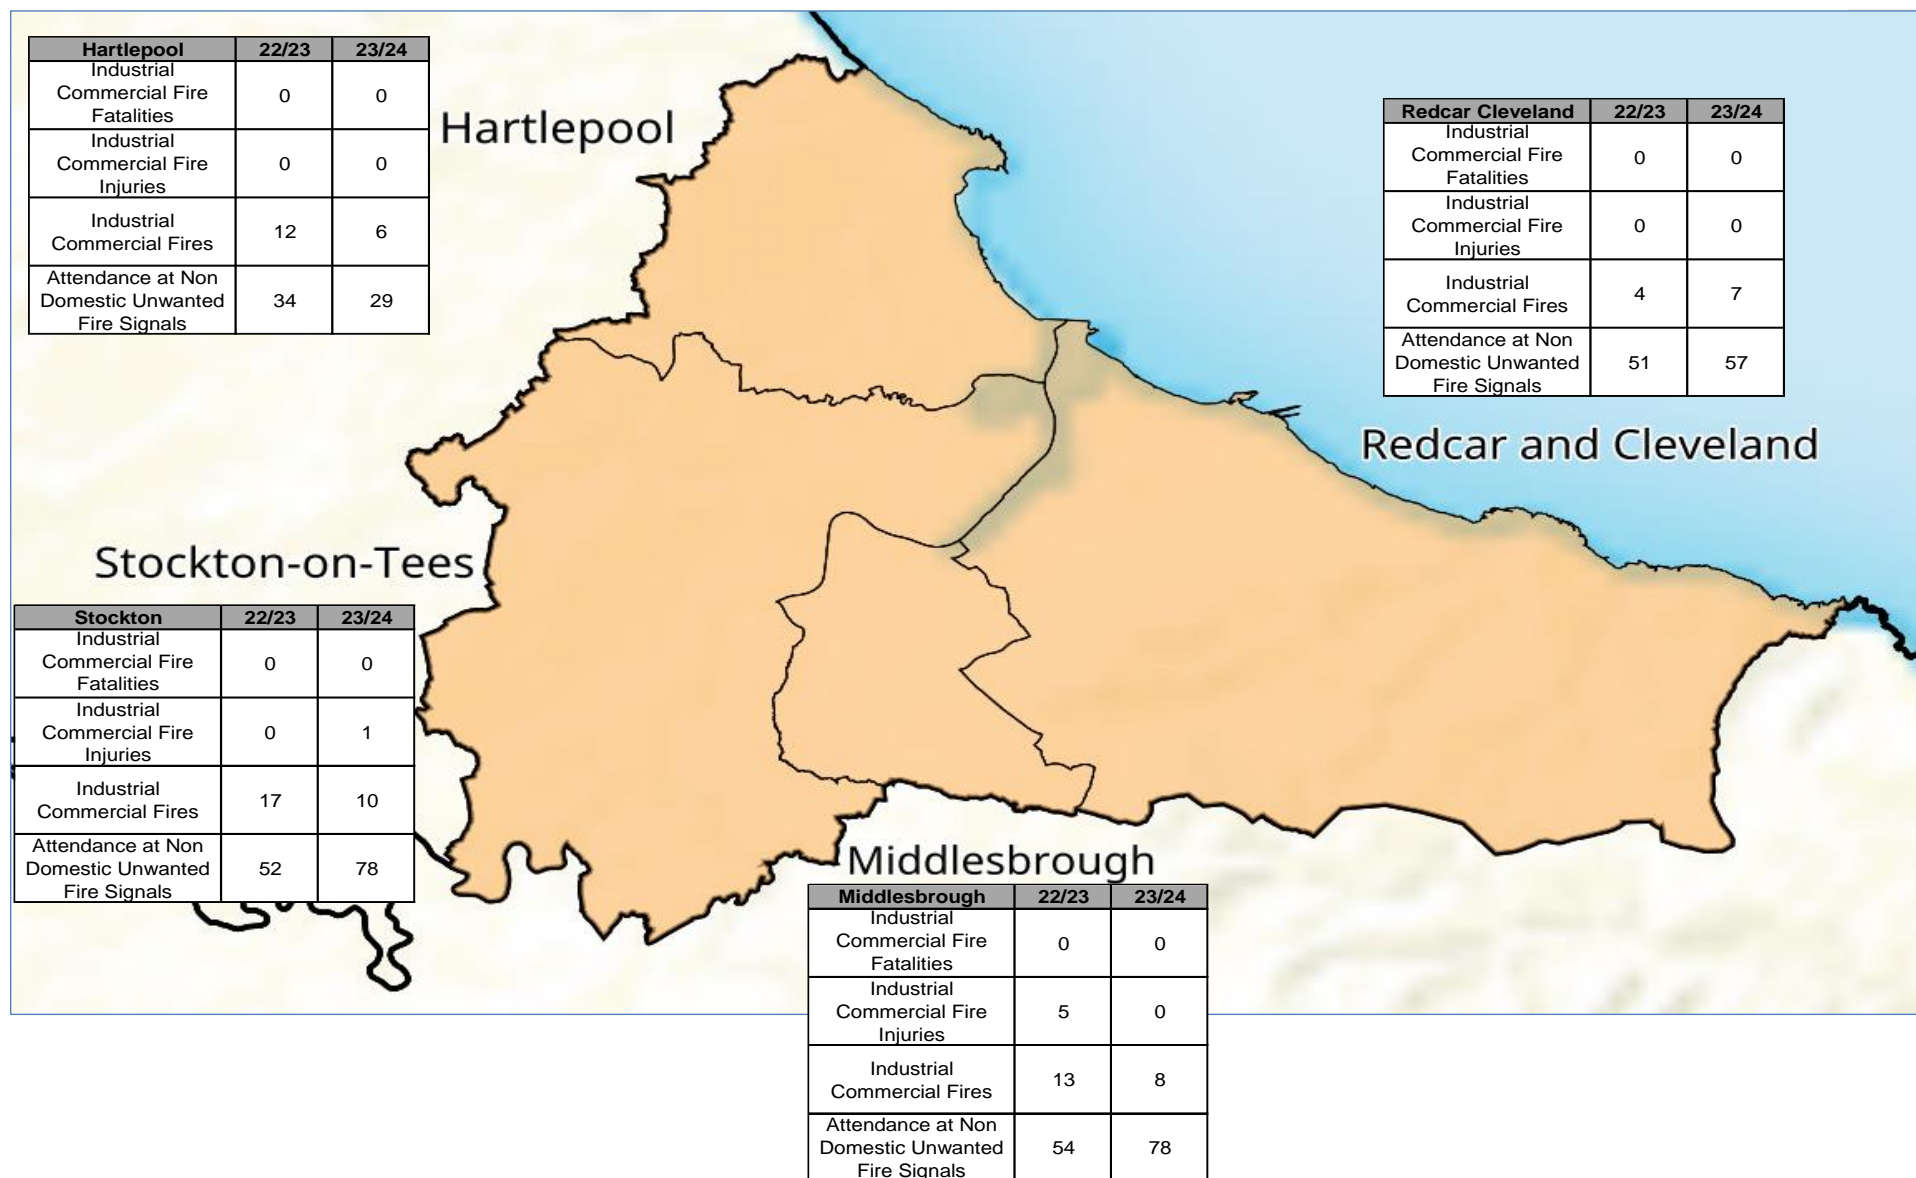 Hartlepool 22/23 23/24
Industrial
Commercial Fire
Fatalities
0 0
Industrial
Commercial Fire
Injuries
0 0
Industrial
Commercial Fires
12 6
Attendance at Non
Domestic Unwanted
Fire Signals
34 29
Hartlepool
Redcar Cleveland 22/23 23/24
Industrial
Commercial Fire
Fatalities
0 0
Industrial
Commercial Fire
Injuries
0 0
Industrial
Commercial Fires
4 7
Attendance at Non
Domestic Unwanted
Fire Signals
51 57
Redcar and Cleveland
Stockton-on-Tees
Stockton 22/23 23/24
Industrial
Commercial Fire
Fatalities
0 0
Industrial
Commercial Fire
Injuries
0 1
Industrial
Commercial Fires
17 10
Attendance at Non
Domestic Unwanted
Fire Signals
52 78
Middlesbrough
Middlesbrough 22/23 23/24
Industrial
Commercial Fire
Fatalities
0 0
Industrial
Commercial Fire
Injuries
5 0
Industrial
Commercial Fires
13 8
Attendance at Non
Domestic Unwanted
Fire Signals
54 78